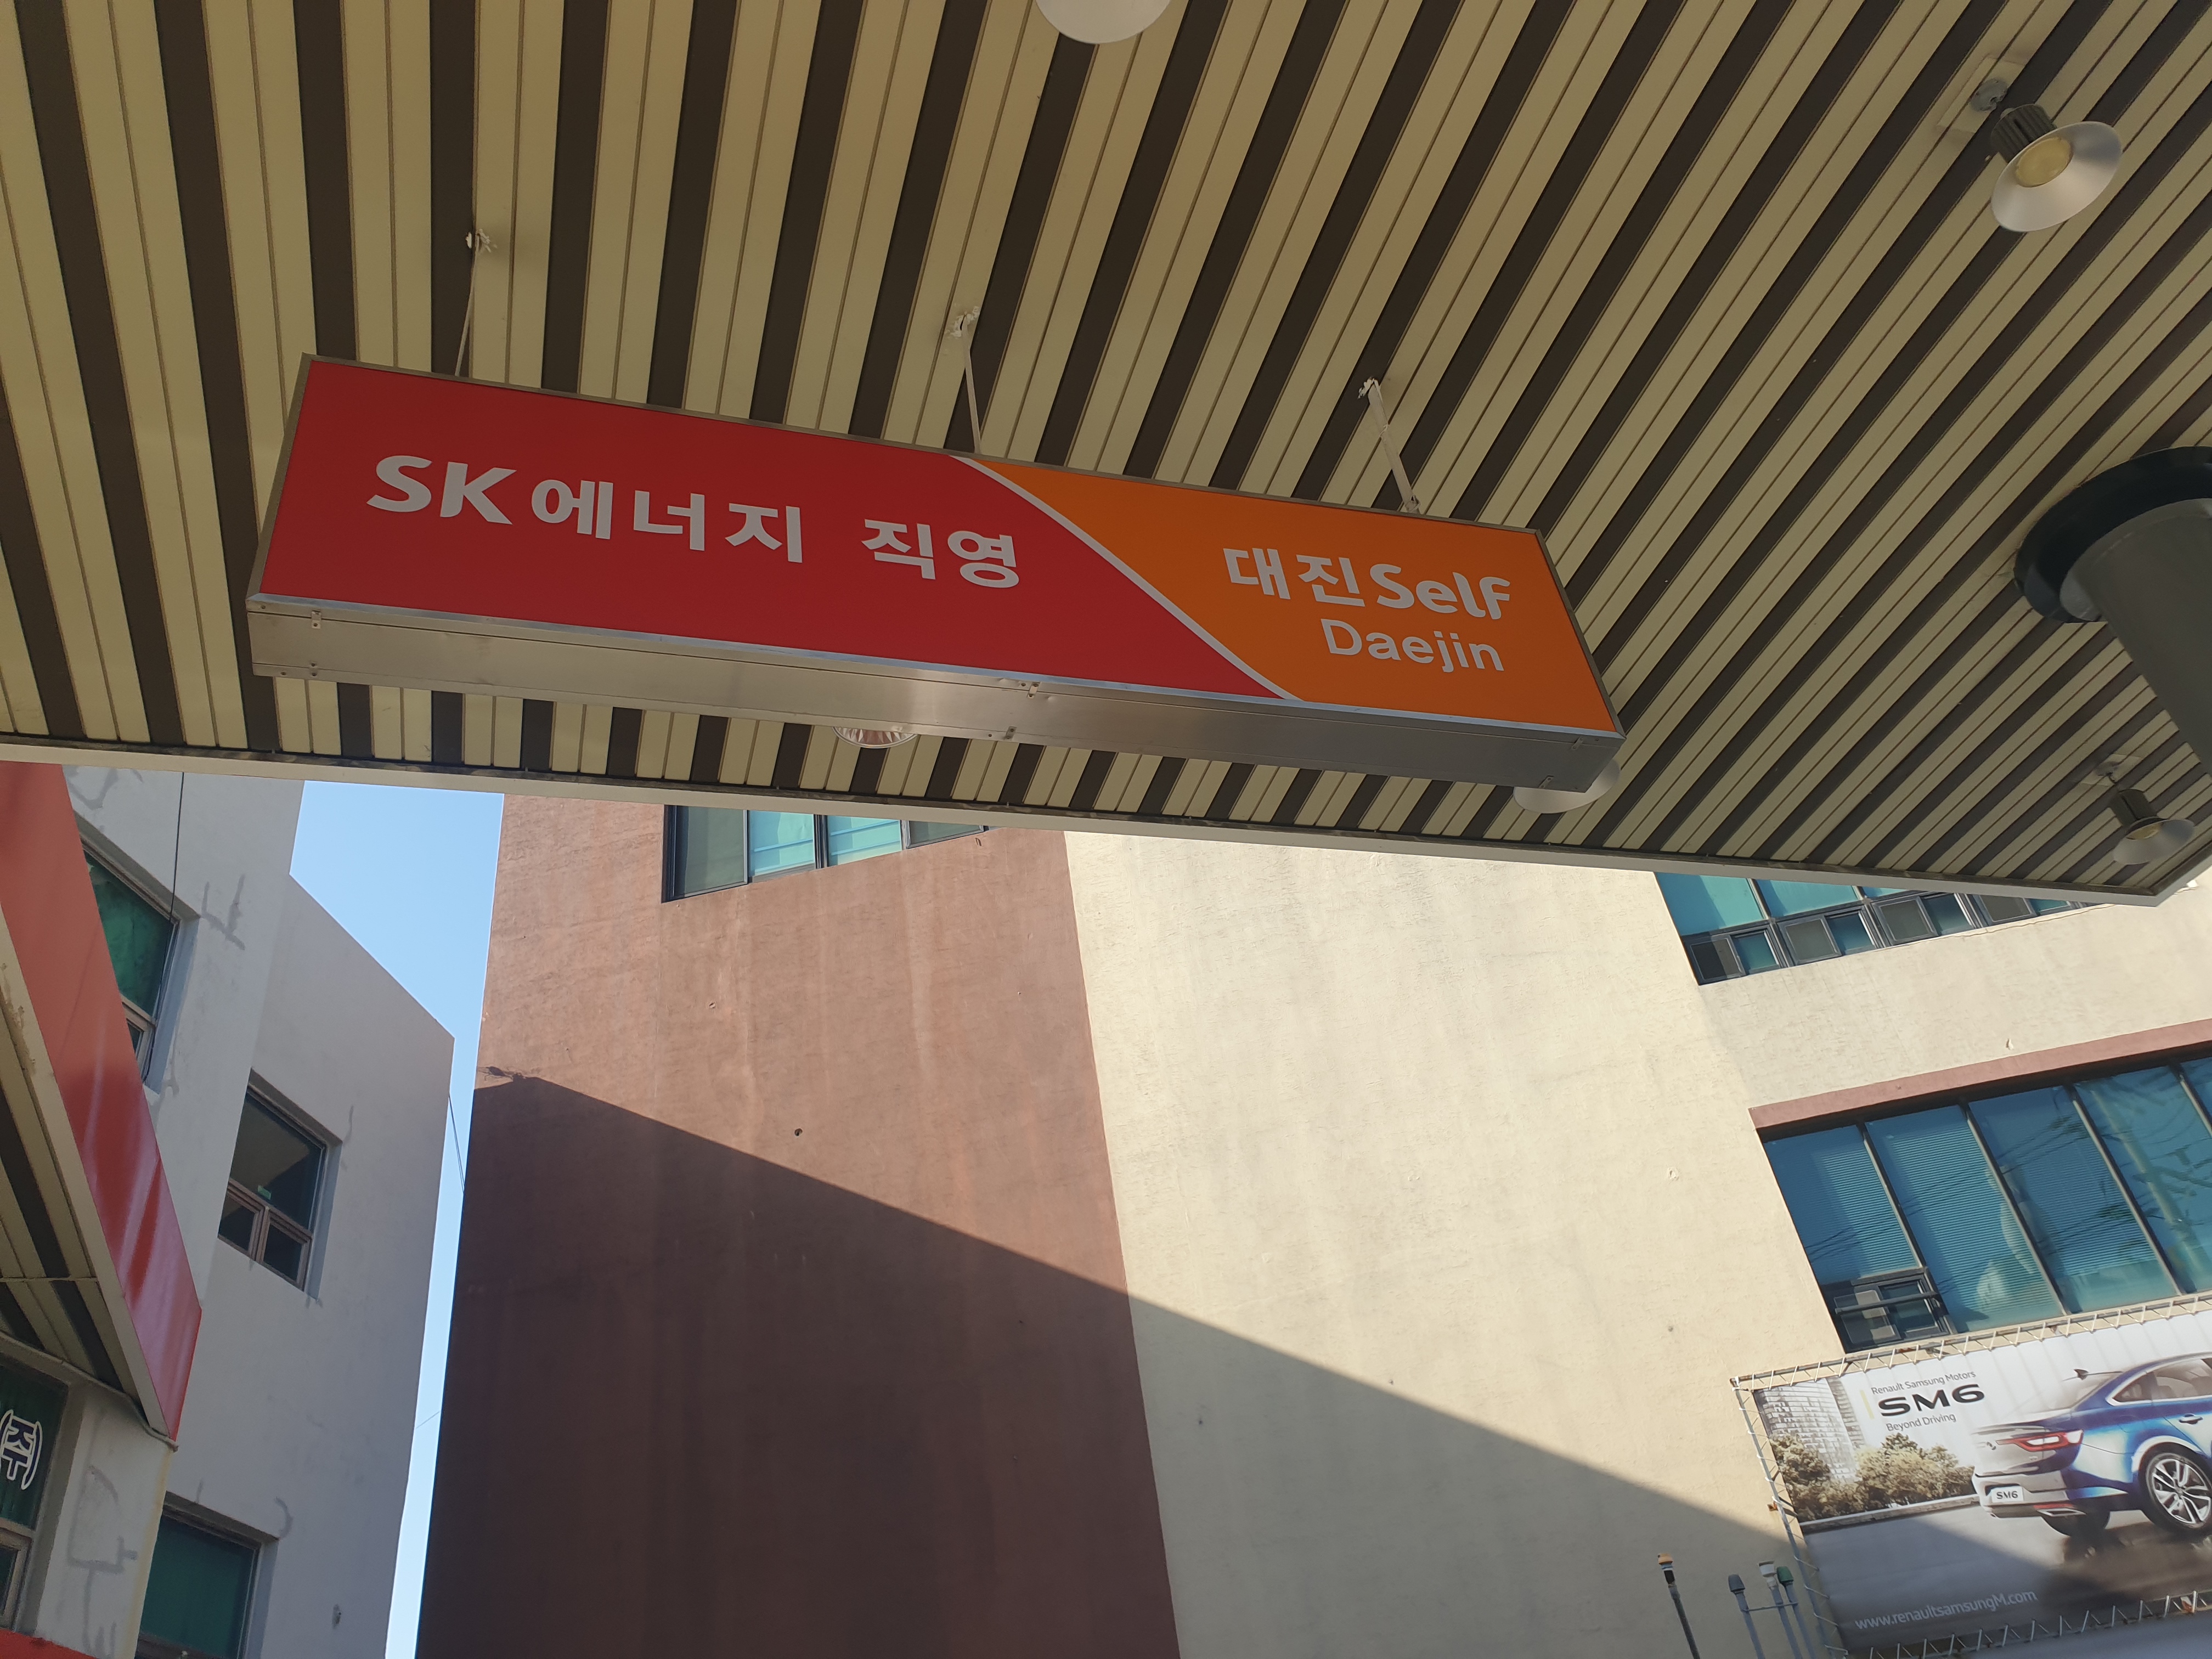 SK에너지 직영
대진Self
Daejin
(주
Renault Samsung Motors
SM6
Beyond Driving
SM6
www.renaultsamsungM.com